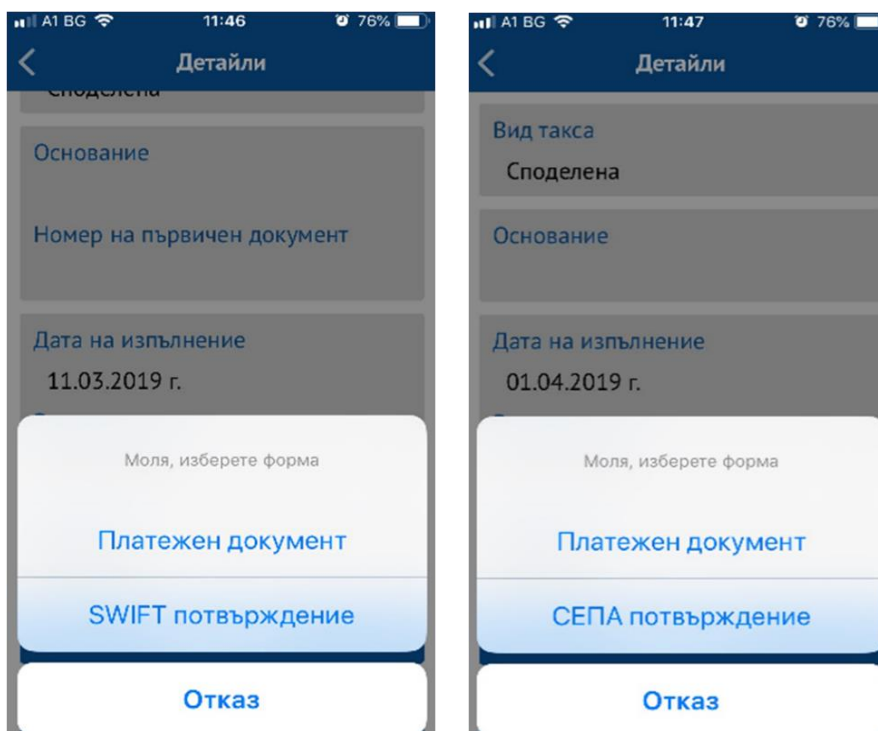 A1 BG 11:46 76%
Детайли
Споделена
Основание
Номер на първичен документ
Дата на изпълнение
11.03.2019 г.
Моля, изберете форма
Платежен документ
SWIFT потвърждение
Отказ
A1 BG 11:47 76%
Детайли
Вид такса
Споделена
Основание
Дата на изпълнение
01.04.2019 г.
Моля, изберете форма
Платежен документ
СЕПА потвърждение
Отказ